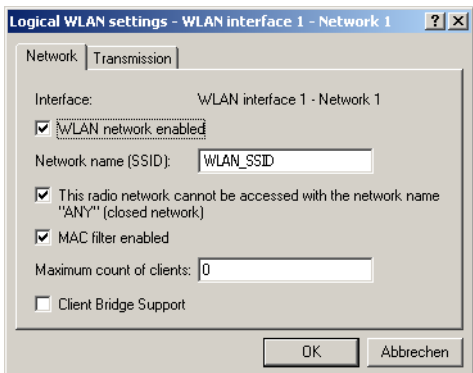 Logical WLAN settings - WLAN interface 1 - Network 1
Network
Transmission
Interface: WLAN interface 1 - Network 1
WLAN network enabled
Network name (SSID): WLAN_SSID
This radio network cannot be accessed with the network name
"ANY" (closed network)
MAC filter enabled
Maximum count of clients: 0
Client Bridge Support
OK
Abbrechen